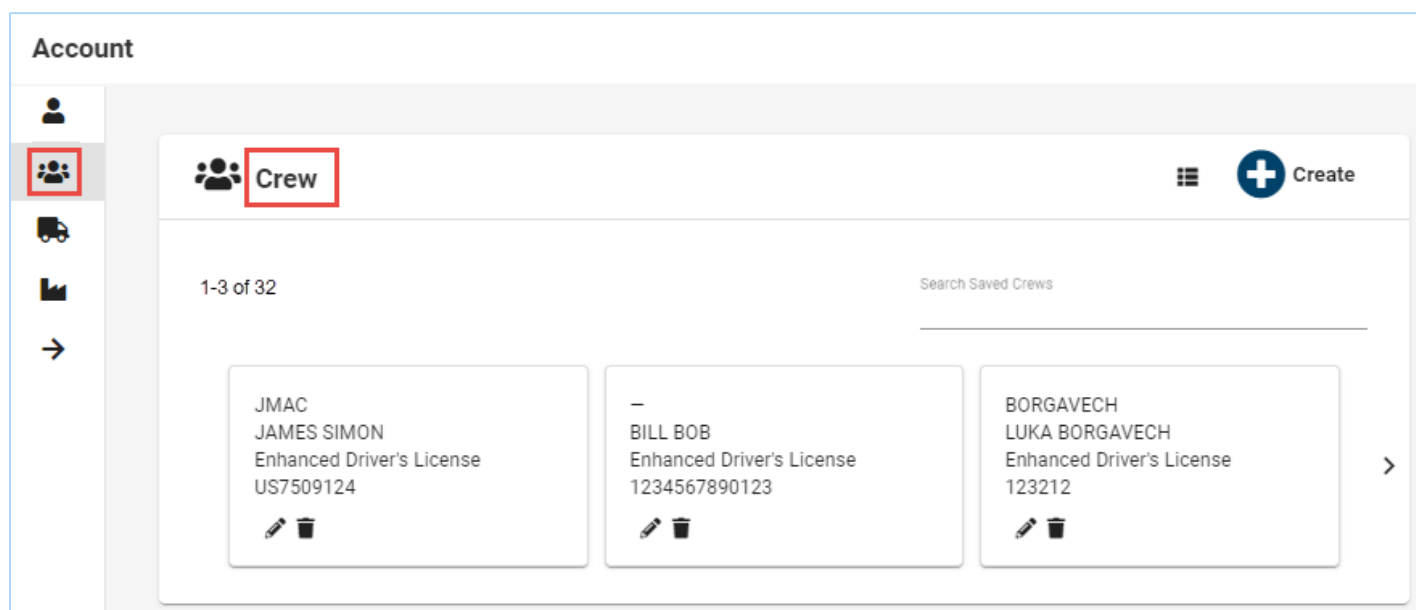 Account
Crew
Create
1-3 of 32
Search Saved Crews
JMAC
JAMES SIMON
Enhanced Driver's License
US7509124
—
BILL BOB
Enhanced Driver's License
1234567890123
BORGAVECH
LUKA BORGAVECH
Enhanced Driver's License
123212